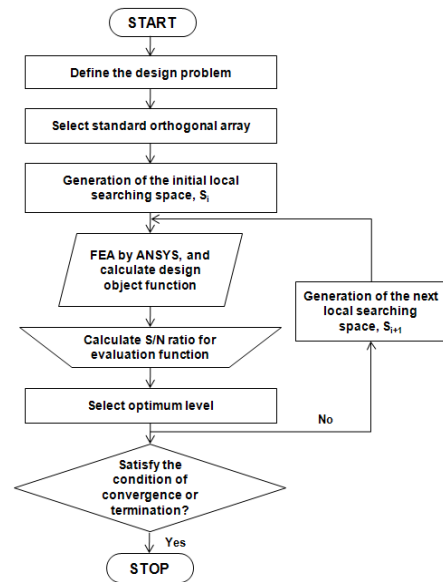 START
Define the design problem
Select standard orthogonal array
Generation of the initial local
searching space, Si
FEA by ANSYS, and
calculate design
object function
Generation of the next
local searching
space, Si+1
Calculate S/N ratio for
evaluation function
Select optimum level
No
Satisfy the
condition of
convergence or
termination?
Yes
STOP